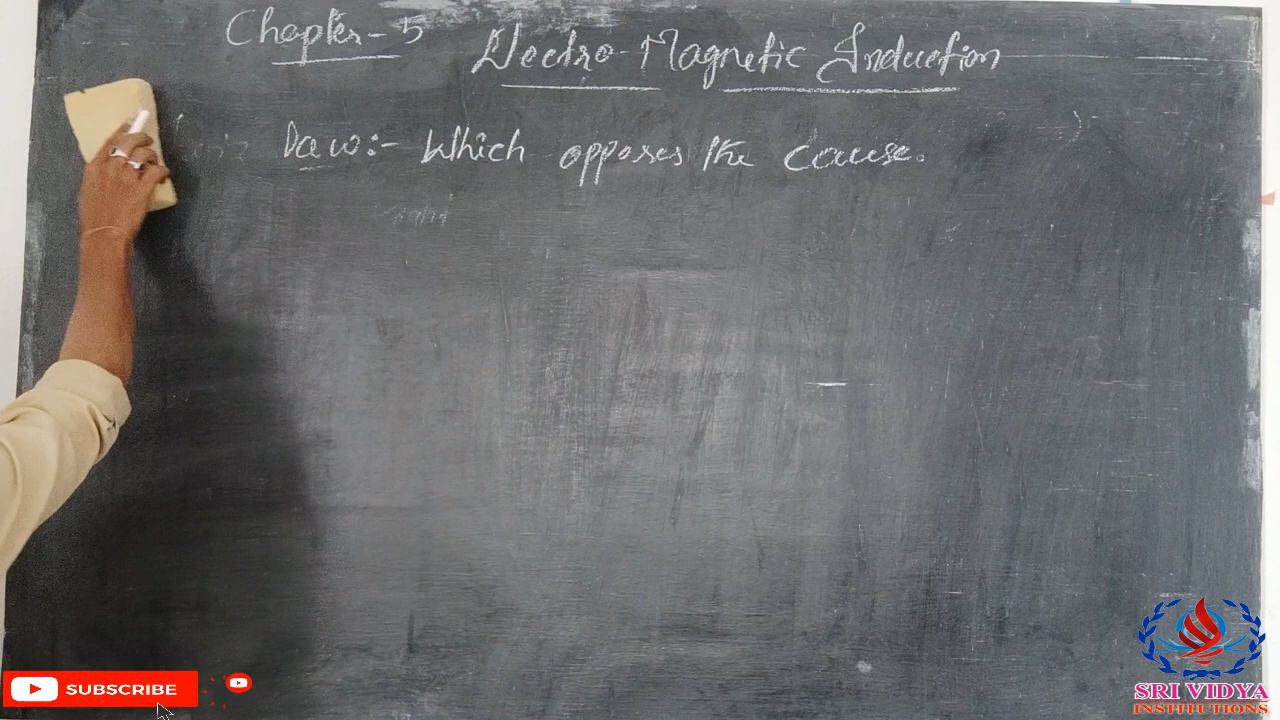 Chapter-5 Electro-Magnetic Induction
Law:- Which opposes the cause.
SUBSCRIBE
SRI VIDYA
INSTITUTIONS